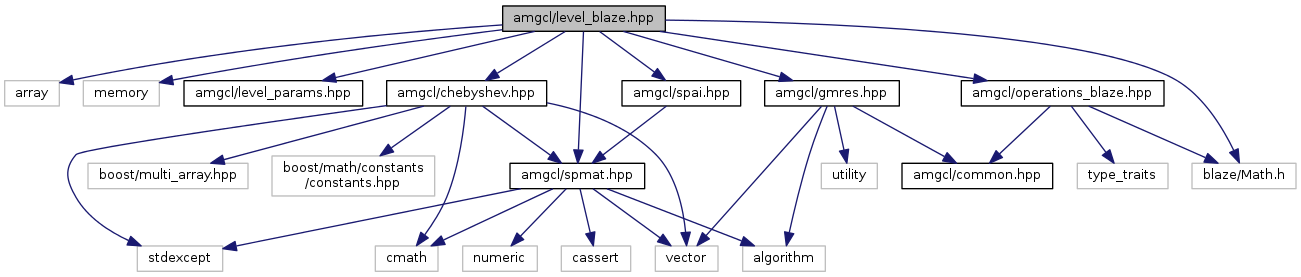 amgcl/level_blaze.hpp
array
memory
amgcl/level_params.hpp
amgcl/chebyshev.hpp
amgcl/spai.hpp
amgcl/gmres.hpp
amgcl/operations_blaze.hpp
boost/multi_array.hpp
boost/math/constants
/constants.hpp
amgcl/spmat.hpp
utility
amgcl/common.hpp
type_traits
blaze/Math.h
stdexcept
cmath
numeric
cassert
vector
algorithm